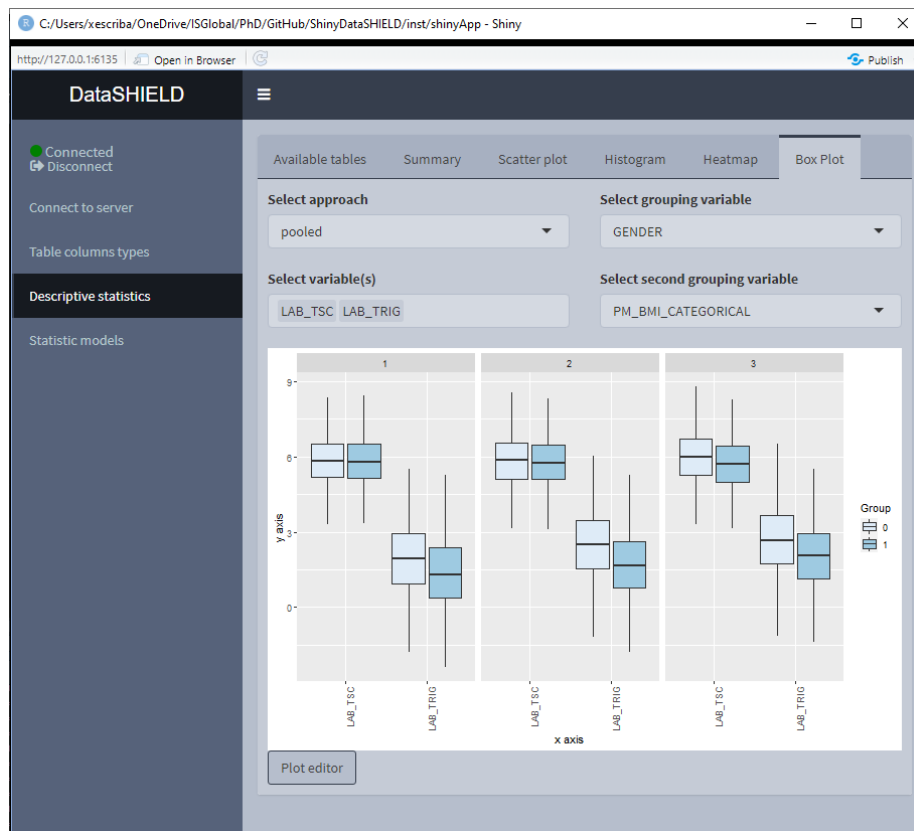 C:/Users/xescriba/OneDrive/ISGlobal/PhD/GitHub/ShinyDataSHIELD/inst/shinyApp - Shiny
http://127.0.0.1:6135 Open in Browser Publish
DataSHIELD
Connected
Disconnect
Connect to server
Table columns types
Descriptive statistics
Statistic models
Available tables Summary Scatter plot Histogram Heatmap Box Plot
Select approach Select grouping variable
pooled GENDER
Select variable(s) Select second grouping variable
LAB_TSC LAB_TRIG PM_BMI_CATEGORICAL
1 2 3
9
6
3
0
y axis
Group
0
1
LAB_TSC LAB_TRIG LAB_TSC LAB_TRIG LAB_TSC LAB_TRIG
x axis
Plot editor